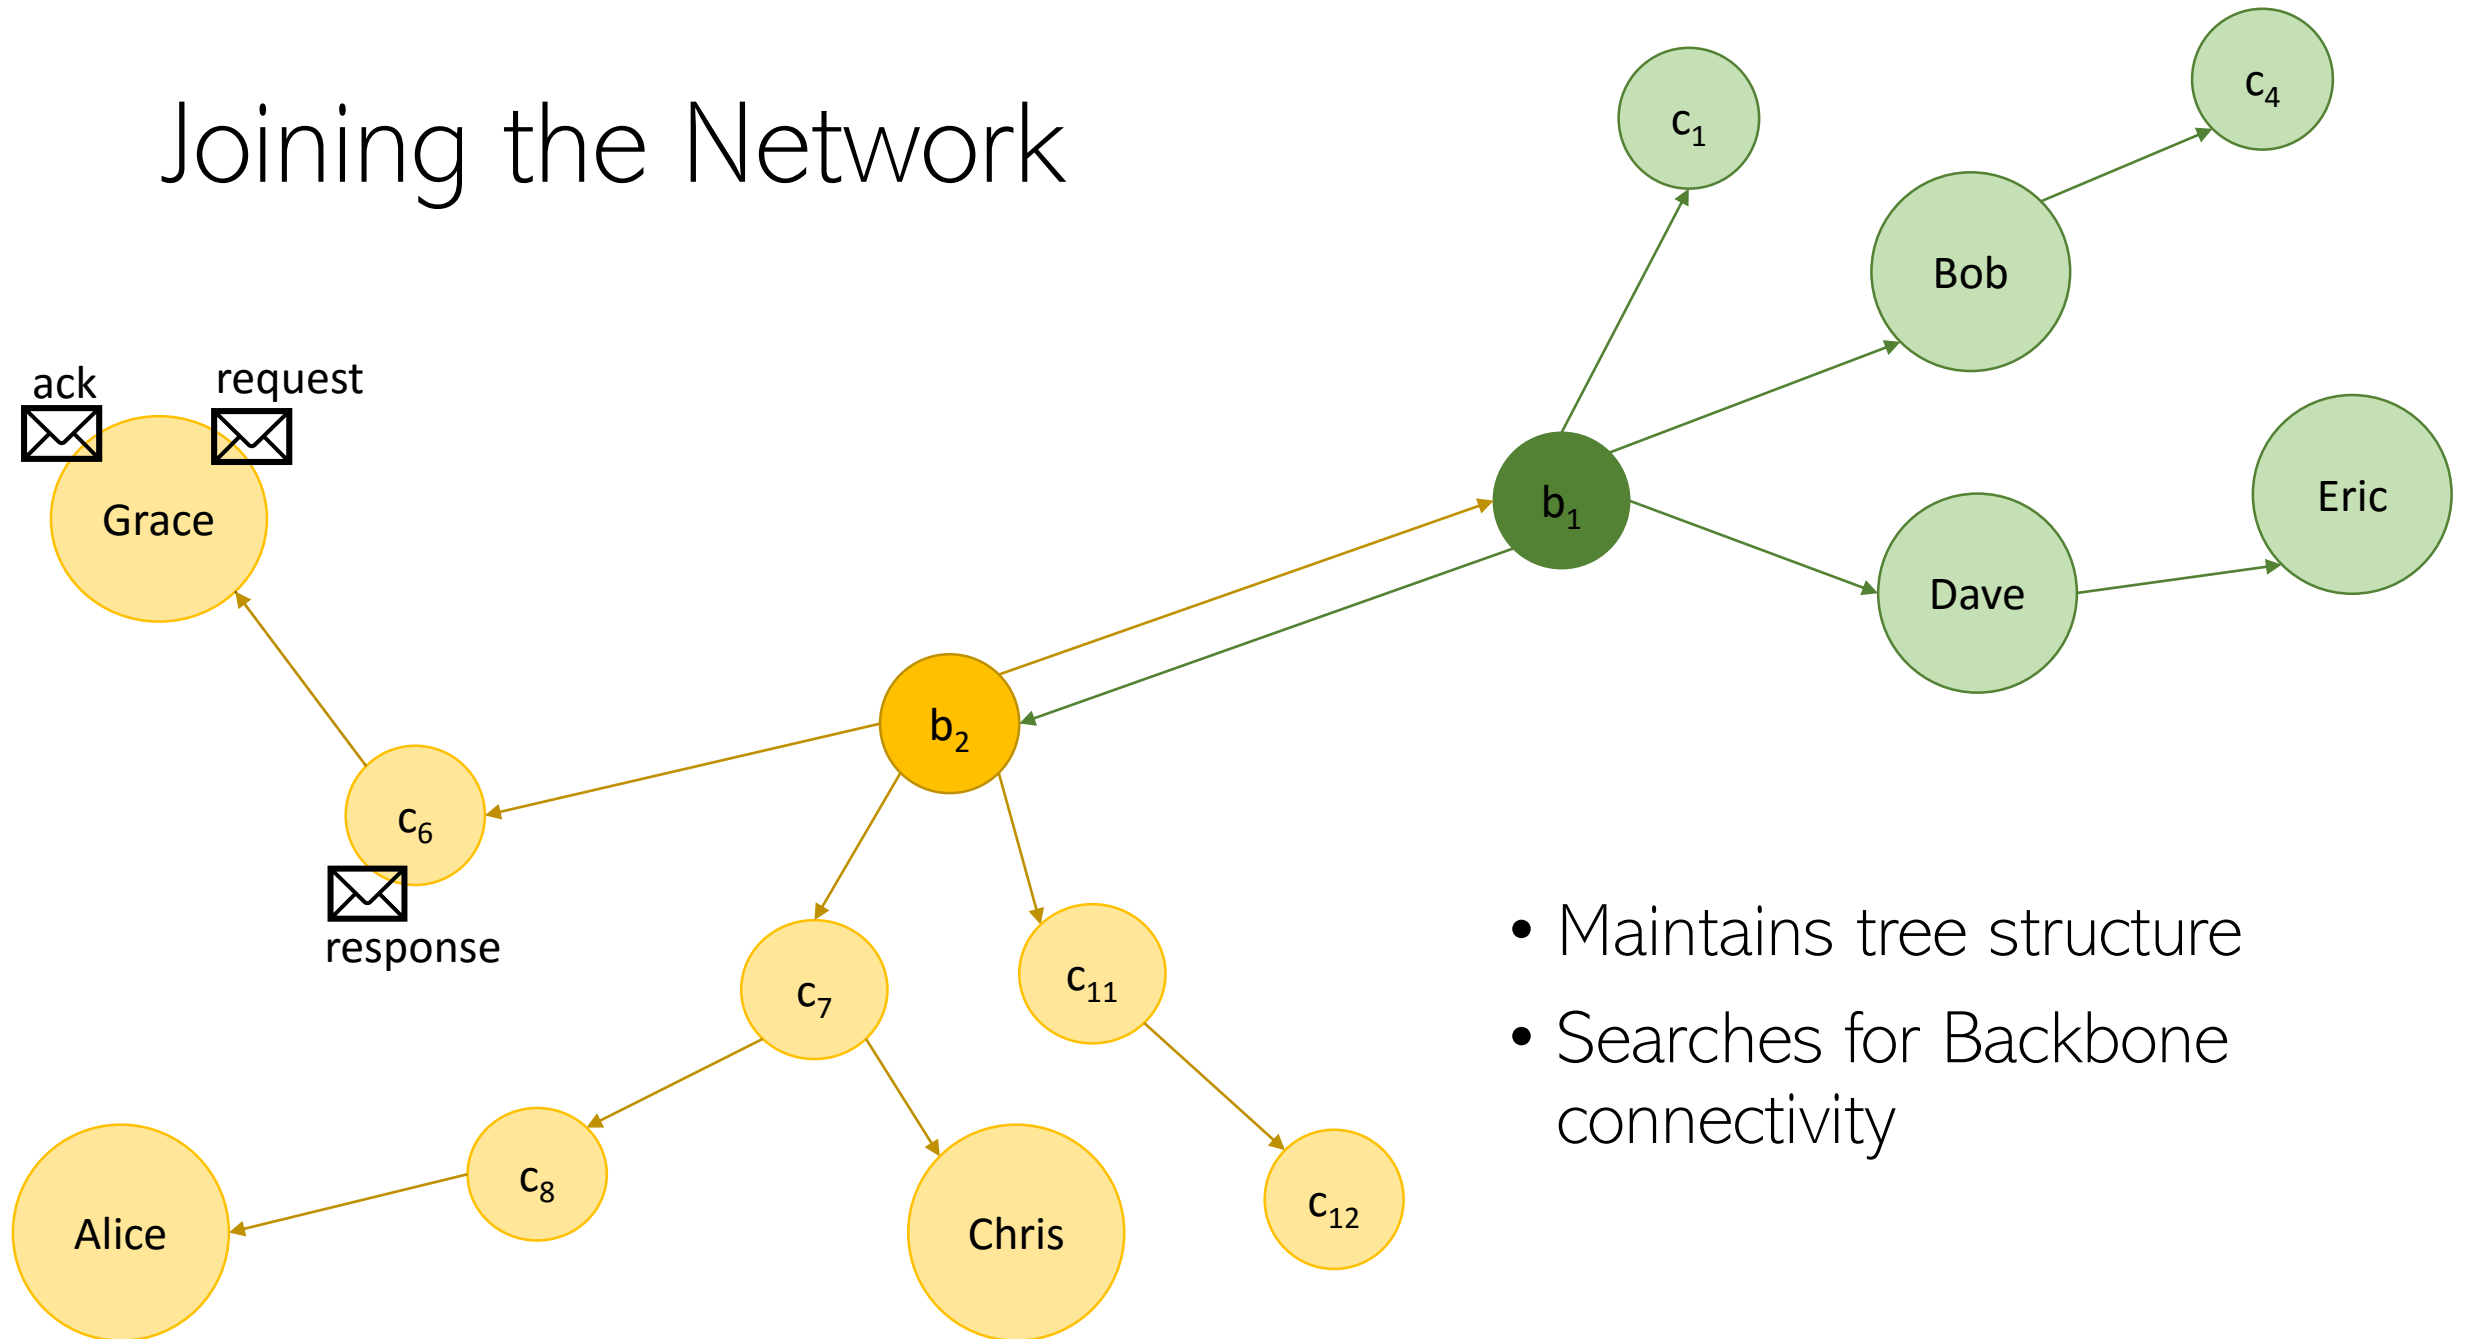 Joining the Network
c₁
c₄
Bob
ack
request
Grace
b₁
Eric
Dave
b₂
c₆
response
c₇
c₁₁
c₈
Alice
Chris
c₁₂
• Maintains tree structure
• Searches for Backbone
connectivity